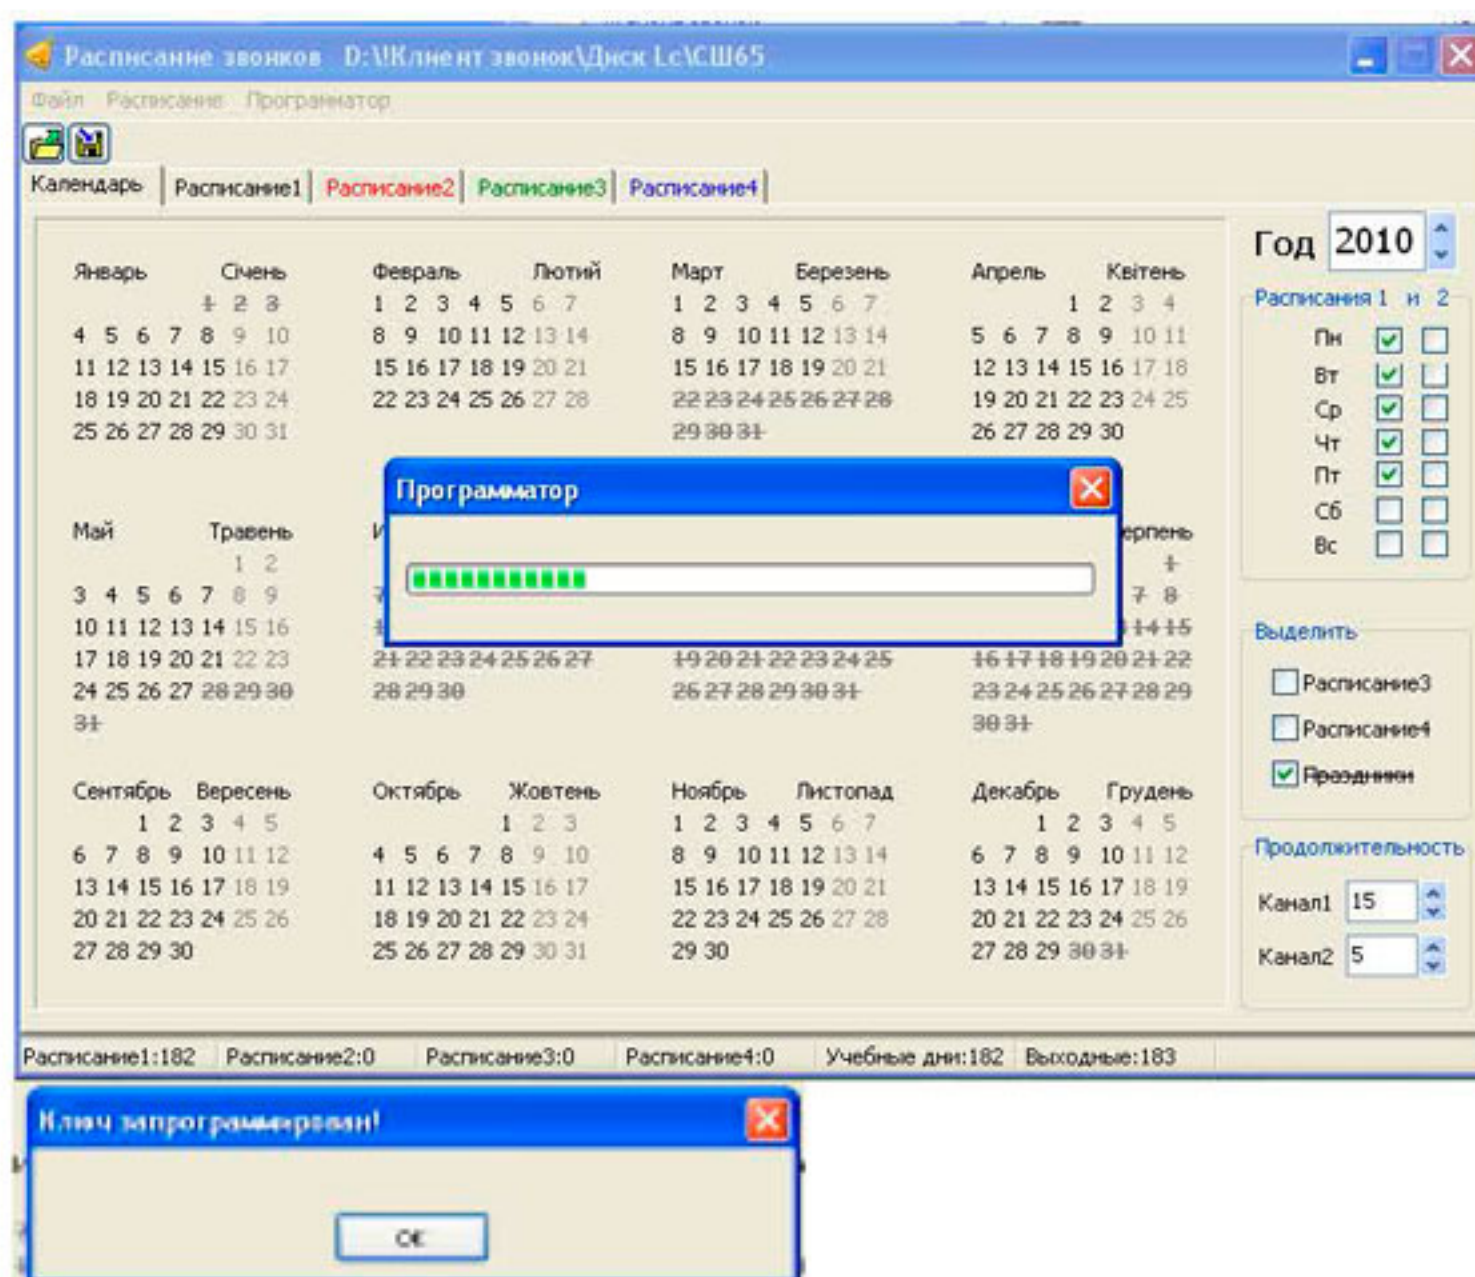 Расписание звонков D:\!Клиент звонок\Диск Lc\СШ65
Файл Расписание Программатор
Календарь Расписание1 Расписание2 Расписание3 Расписание4
Год 2010
Январь Січень Февраль Лютий Март Березень Апрель Квітень
1 2 3 1 2 3 4 5 6 7 1 2 3 4 5 6 7 1 2 3 4
4 5 6 7 8 9 10 8 9 10 11 12 13 14 8 9 10 11 12 13 14 5 6 7 8 9 10 11
11 12 13 14 15 16 17 15 16 17 18 19 20 21 15 16 17 18 19 20 21 12 13 14 15 16 17 18
18 19 20 21 22 23 24 22 23 24 25 26 27 28 22 23 24 25 26 27 28 19 20 21 22 23 24 25
25 26 27 28 29 30 31 29 30 31 26 27 28 29 30
Программатор
Май Травень ерпень
1 2 1
3 4 5 6 7 8 9 7 8
10 11 12 13 14 15 16 14 15
17 18 19 20 21 22 23 21 22 23 24 25 26 27 19 20 21 22 23 24 25 16 17 18 19 20 21 22
24 25 26 27 28 29 30 28 29 30 26 27 28 29 30 31 23 24 25 26 27 28 29
31 30 31
Сентябрь Вересень Октябрь Жовтень Ноябрь Листопад Декабрь Грудень
1 2 3 4 5 1 2 3 1 2 3 4 5 6 7 1 2 3 4 5
6 7 8 9 10 11 12 4 5 6 7 8 9 10 8 9 10 11 12 13 14 6 7 8 9 10 11 12
13 14 15 16 17 18 19 11 12 13 14 15 16 17 15 16 17 18 19 20 21 13 14 15 16 17 18 19
20 21 22 23 24 25 26 18 19 20 21 22 23 24 22 23 24 25 26 27 28 20 21 22 23 24 25 26
27 28 29 30 25 26 27 28 29 30 31 29 30 27 28 29 30 31
Расписания 1 и 2
Пн
Вт
Ср
Чт
Пт
Сб
Вс
Выделить
Расписание3
Расписание4
Праздники
Продолжительность
Канал1 15
Канал2 5
Расписание1:182 Расписание2:0 Расписание3:0 Расписание4:0 Учебные дни:182 Выходные:183
Ключ запрограммирован!
OK